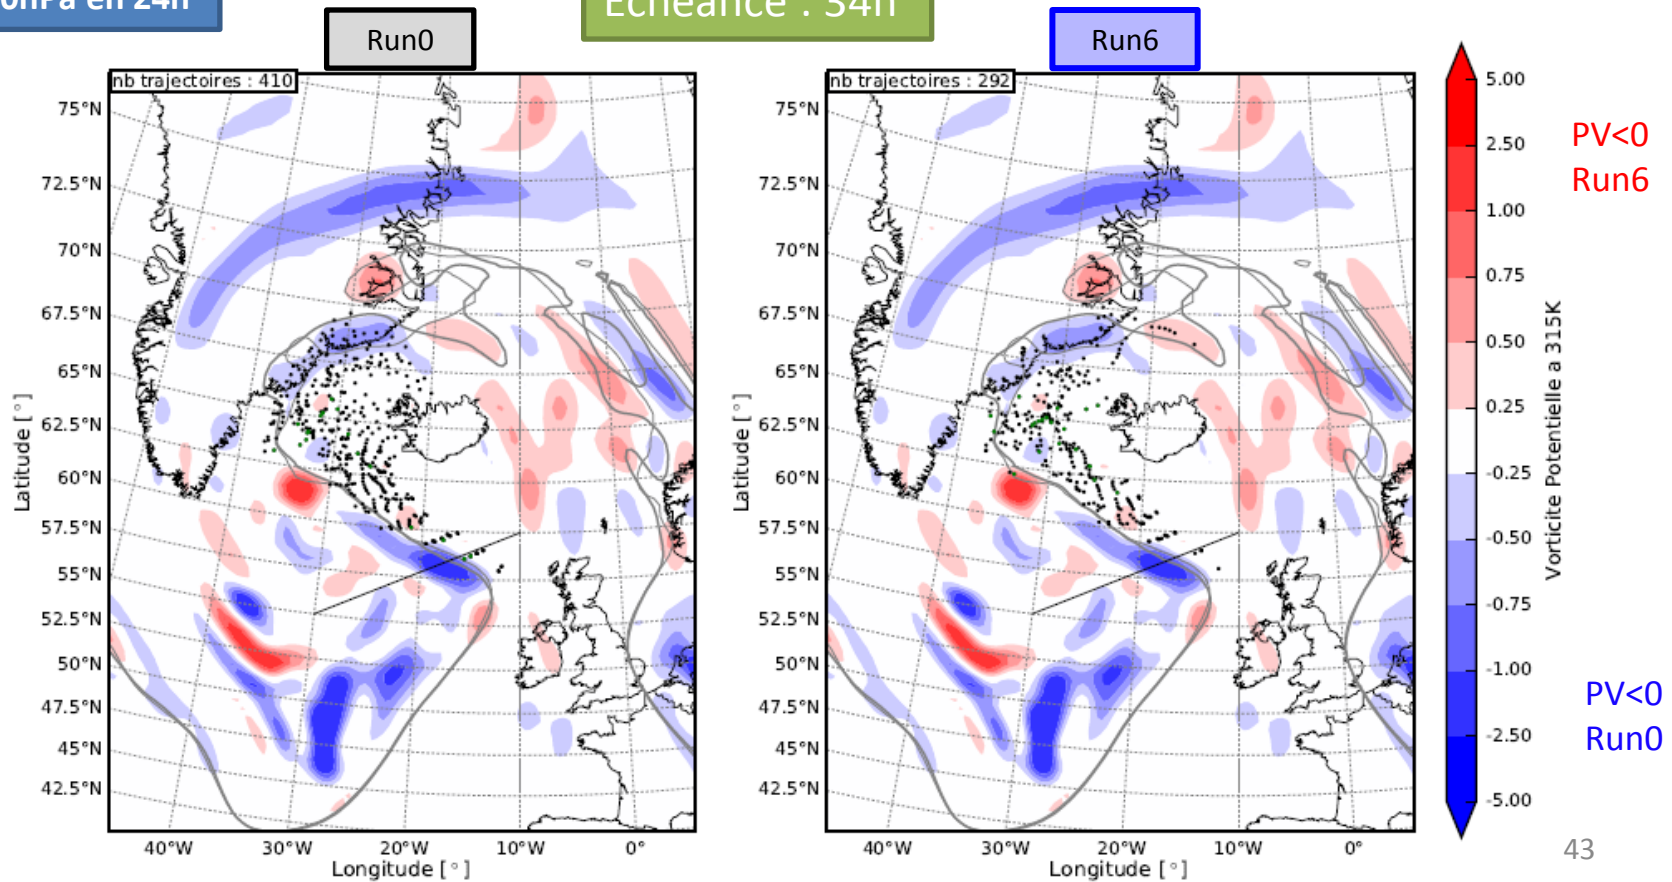 0hPa en 24h
Echéance : 34h
Run0
Run6
nb trajectoires : 410
75°N
72.5°N
70°N
67.5°N
65°N
62.5°N
60°N
57.5°N
55°N
52.5°N
50°N
47.5°N
45°N
42.5°N
Latitude [°]
40°W 30°W 20°W 10°W 0°
Longitude [°]
nb trajectoires : 292
75°N
72.5°N
70°N
67.5°N
65°N
62.5°N
60°N
57.5°N
55°N
52.5°N
50°N
47.5°N
45°N
42.5°N
Latitude [°]
40°W 30°W 20°W 10°W 0°
Longitude [°]
5.00
2.50
1.00
0.75
0.50
0.25
-0.25
-0.50
-0.75
-1.00
-2.50
-5.00
Vorticite Potentielle a 315K
PV<0
Run6
PV<0
Run0
43